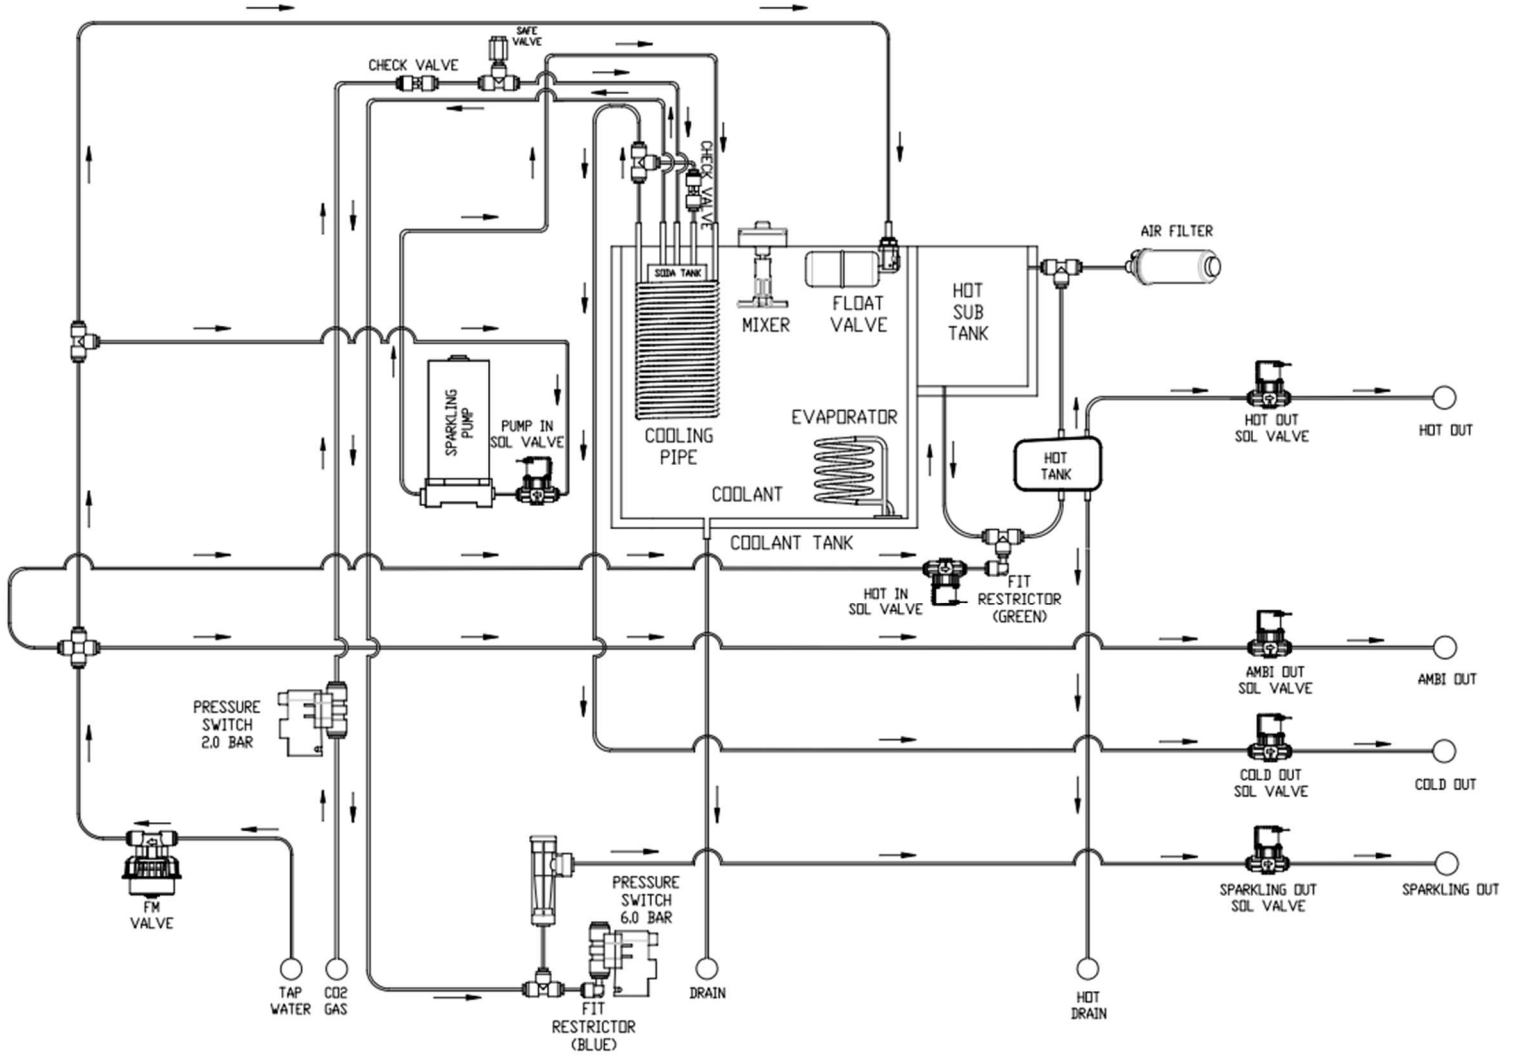 SAFE
VALVE
CHECK VALVE
CHECK VALVE
AIR FILTER
SODA TANK
MIXER
FLOAT
VALVE
HOT
SUB
TANK
SPARKLING
PUMP
PUMP IN
SOL VALVE
COOLING
PIPE
EVAPORATOR
COOLANT
COOLANT TANK
HOT
TANK
HOT OUT
SOL VALVE
HOT OUT
HOT IN
SOL VALVE
FIT
RESTRICTOR
(GREEN)
AMBI OUT
SOL VALVE
AMBI OUT
PRESSURE
SWITCH
2.0 BAR
COLD OUT
SOL VALVE
COLD OUT
FM
VALVE
PRESSURE
SWITCH
6.0 BAR
SPARKLING OUT
SOL VALVE
SPARKLING OUT
TAP
WATER
CO2
GAS
FIT
RESTRICTOR
(BLUE)
DRAIN
HOT
DRAIN